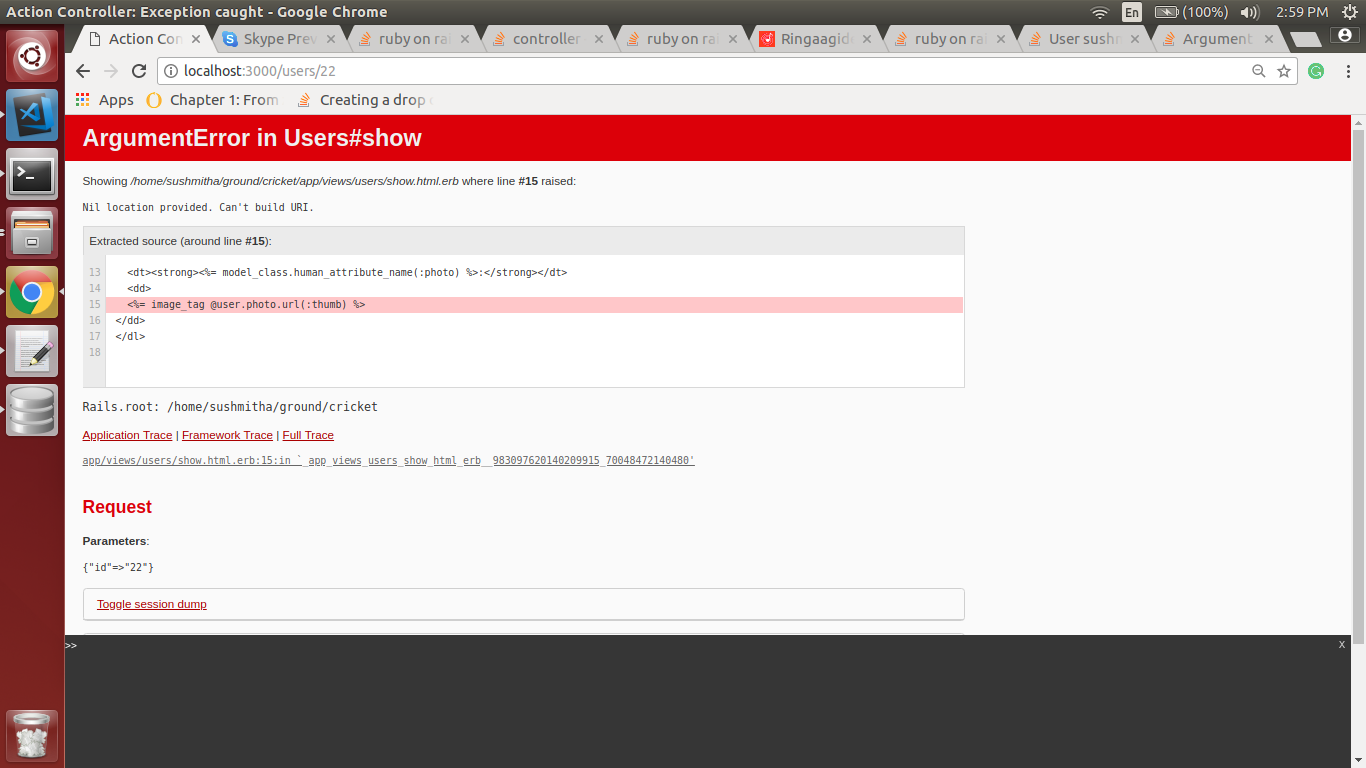 Action Controller: Exception caught - Google Chrome
En
(100%)
2:59 PM
Action Con
Skype Prev
ruby on rai
controller
ruby on rai
Ringaagid
ruby on rai
User sushm
Argument
localhost:3000/users/22
Apps
Chapter 1: From
Creating a drop
ArgumentError in Users#show
Showing /home/sushmitha/ground/cricket/app/views/users/show.html.erb where line #15 raised:
Nil location provided. Can't build URI.
Extracted source (around line #15):
13 <dt><strong><%= model_class.human_attribute_name(:photo) %>:</strong></dt>
14 <dd>
15 <%= image_tag @user.photo.url(:thumb) %>
16 </dd>
17 </dl>
18
Rails.root: /home/sushmitha/ground/cricket
Application Trace | Framework Trace | Full Trace
app/views/users/show.html.erb:15:in `_app_views_users_show_html_erb__983097620140209915_70048472140480'
Request
Parameters:
{"id"=>"22"}
Toggle session dump
>>
x